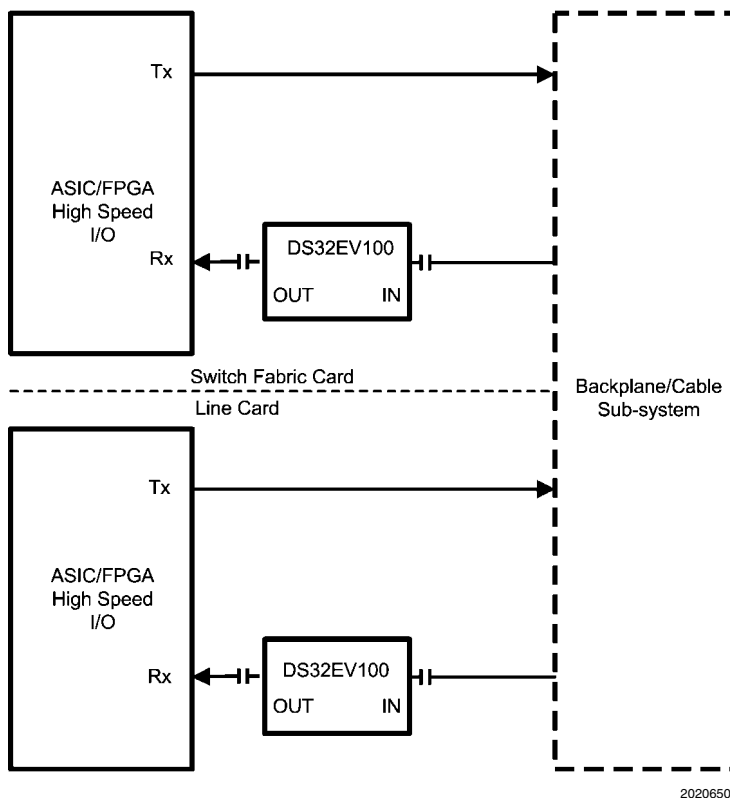 Tx
ASIC/FPGA
High Speed
I/O
Rx
DS32EV100
OUT IN
Switch Fabric Card
Line Card
Backplane/Cable
Sub-system
Tx
ASIC/FPGA
High Speed
I/O
Rx
DS32EV100
OUT IN
2020650